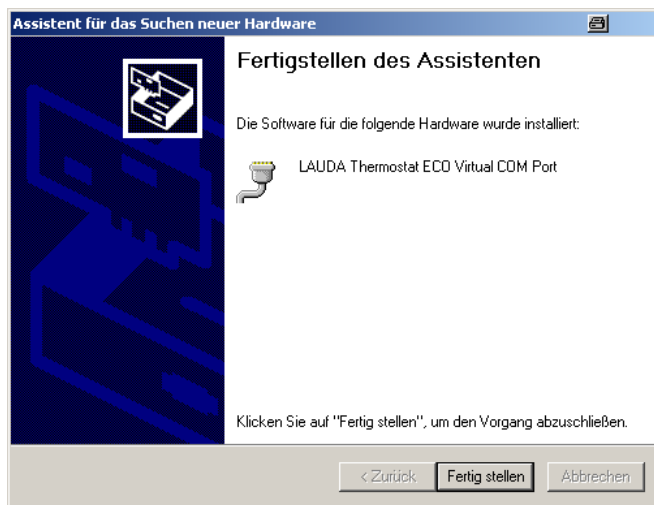 Assistent für das Suchen neuer Hardware
Fertigstellen des Assistenten
Die Software für die folgende Hardware wurde installiert:
LAUDA Thermostat ECO Virtual COM Port
Klicken Sie auf "Fertig stellen", um den Vorgang abzuschließen.
< Zurück Fertig stellen Abbrechen